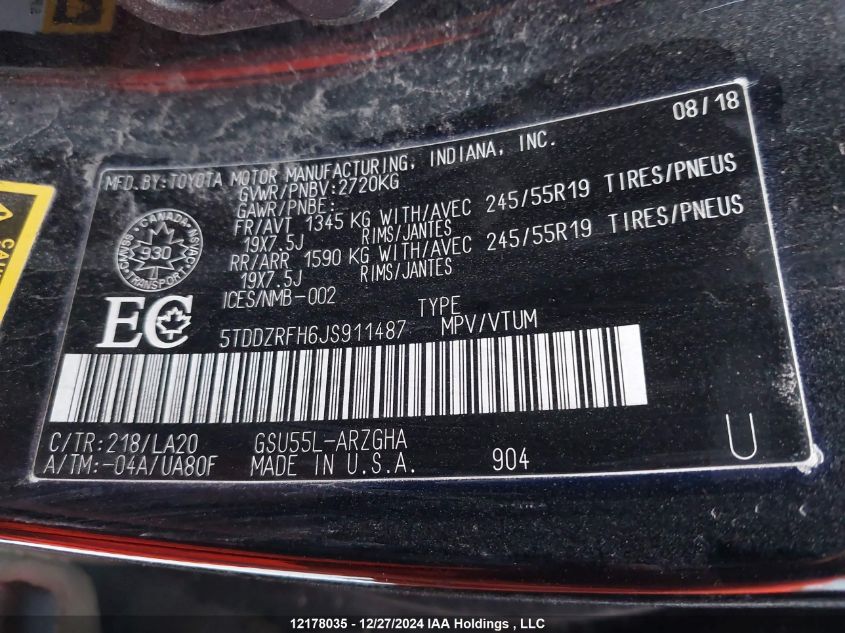 08/18
MFD.BY:TOYOTA MOTOR MANUFACTURING, INDIANA, INC.
GVWR/PNBV:2720KG
GAWR/PNBE:
FR/AVT 1345 KG WITH/AVEC 245/55R19 TIRES/PNEUS
19X7.5J RIMS/JANTES
RR/ARR 1590 KG WITH/AVEC 245/55R19 TIRES/PNEUS
19X7.5J RIMS/JANTES
ICES/NMB-002
CANADA
930
TRANSPORT
EC
TYPE
5TDDZRFH6JS911487 MPV/VTUM
C/TR:218/LA20 GSU55L-ARZGHA
A/TM:-04A/UA80F MADE IN U.S.A. 904
U
12178035 - 12/27/2024 IAA Holdings , LLC